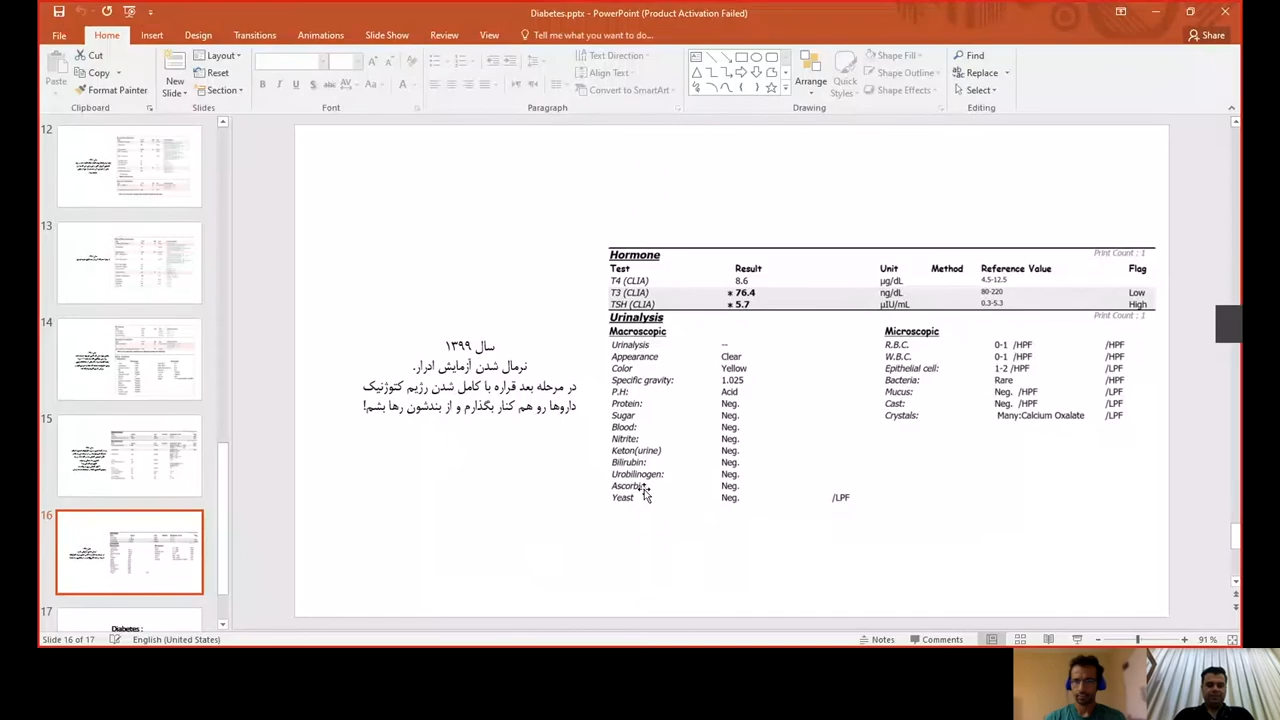 Diabetes.pptx - PowerPoint (Product Activation Failed)
File Home Insert Design Transitions Animations Slide Show Review View Tell me what you want to do... Share
Paste Cut Copy Format Painter Clipboard
New Slide Layout Reset Section Slides
Font
Text Direction Align Text Convert to SmartArt Paragraph
Arrange Quick Styles Shape Fill Shape Outline Shape Effects Drawing
Find Replace Select Editing
12
13
14
15
16
17
Diabetes :
سال ۱۳۹۹
نرمال شدن آزمایش ادرار.
در مرحله بعد قراره با کامل شدن رژیم کتوژنیک
داروها رو هم کنار بگذارم و از بندشون رها بشم!
Hormone Print Count : 1
Test Result Unit Method Reference Value Flag
T4 (CLIA) 8.6 µg/dL 4.5-12.5
T3 (CLIA) * 76.4 ng/dL 80-220 Low
TSH (CLIA) * 5.7 µIU/mL 0.3-5.3 High
Urinalysis Print Count : 1
Macroscopic Microscopic
Urinalysis -- R.B.C. 0-1 /HPF /HPF
Appearance Clear W.B.C. 0-1 /HPF /HPF
Color Yellow Epithelial cell: 1-2 /HPF /LPF
Specific gravity: 1.025 Bacteria: Rare /HPF
P.H: Acid Mucus: Neg. /HPF /LPF
Protein: Neg. Cast: Neg. /HPF /LPF
Sugar Neg. Crystals: Many:Calcium Oxalate /LPF
Blood: Neg.
Nitrite: Neg.
Keton(urine) Neg.
Bilirubin: Neg.
Urobilinogen: Neg.
Neg.
Yeast Neg. /LPF
Slide 16 of 17 English (United States) Notes Comments 91 %